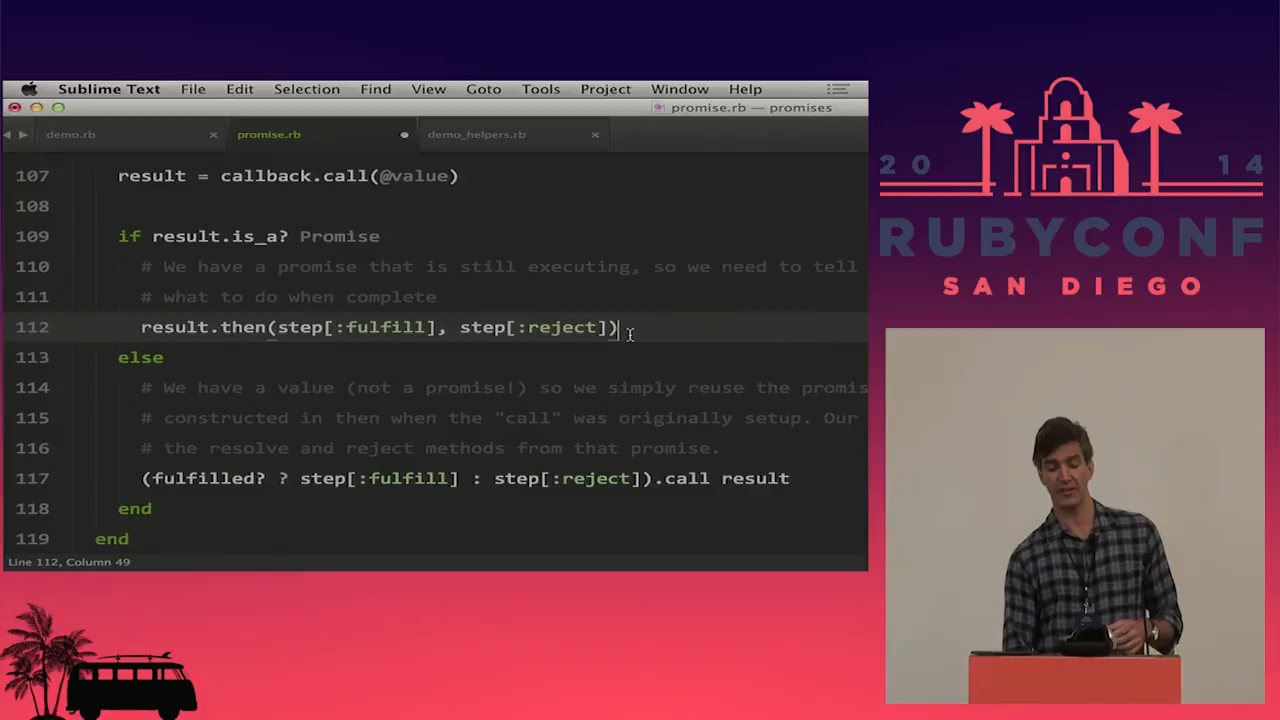 Sublime Text File Edit Selection Find View Goto Tools Project Window Help
promise.rb — promises
demo.rb × promise.rb demo_helpers.rb ×
107 result = callback.call(@value)
108
109 if result.is_a? Promise
110 # We have a promise that is still executing, so we need to tell
111 # what to do when complete
112 result.then(step[:fulfill], step[:reject])
113 else
114 # We have a value (not a promise!) so we simply reuse the promis
115 # constructed in then when the "call" was originally setup. Our
116 # the resolve and reject methods from that promise.
117 (fulfilled? ? step[:fulfill] : step[:reject]).call result
118 end
119 end
Line 112, Column 49
20 14
RUBYCONF
SAN DIEGO